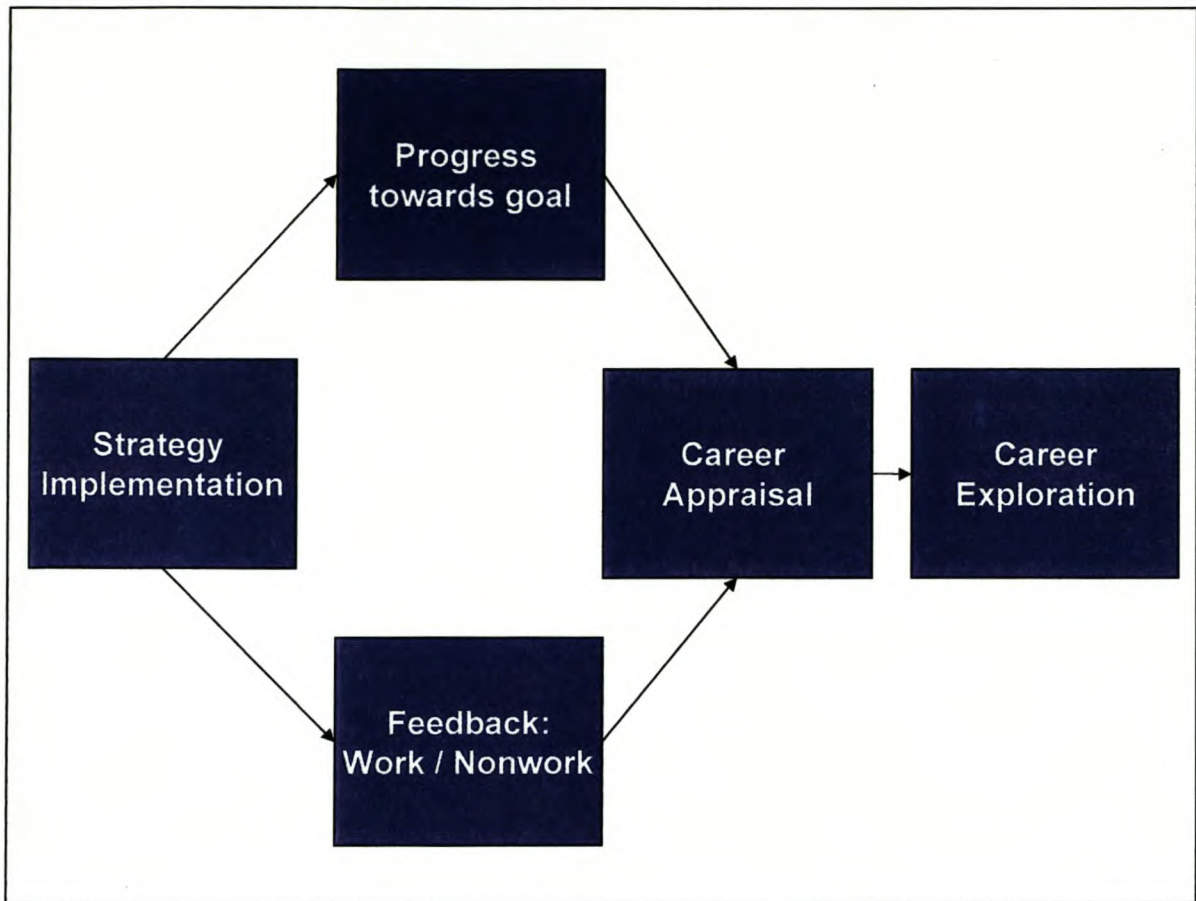 Progress
towards goal
Strategy
Implementation
Career
Appraisal
Career
Exploration
Feedback:
Work / Nonwork